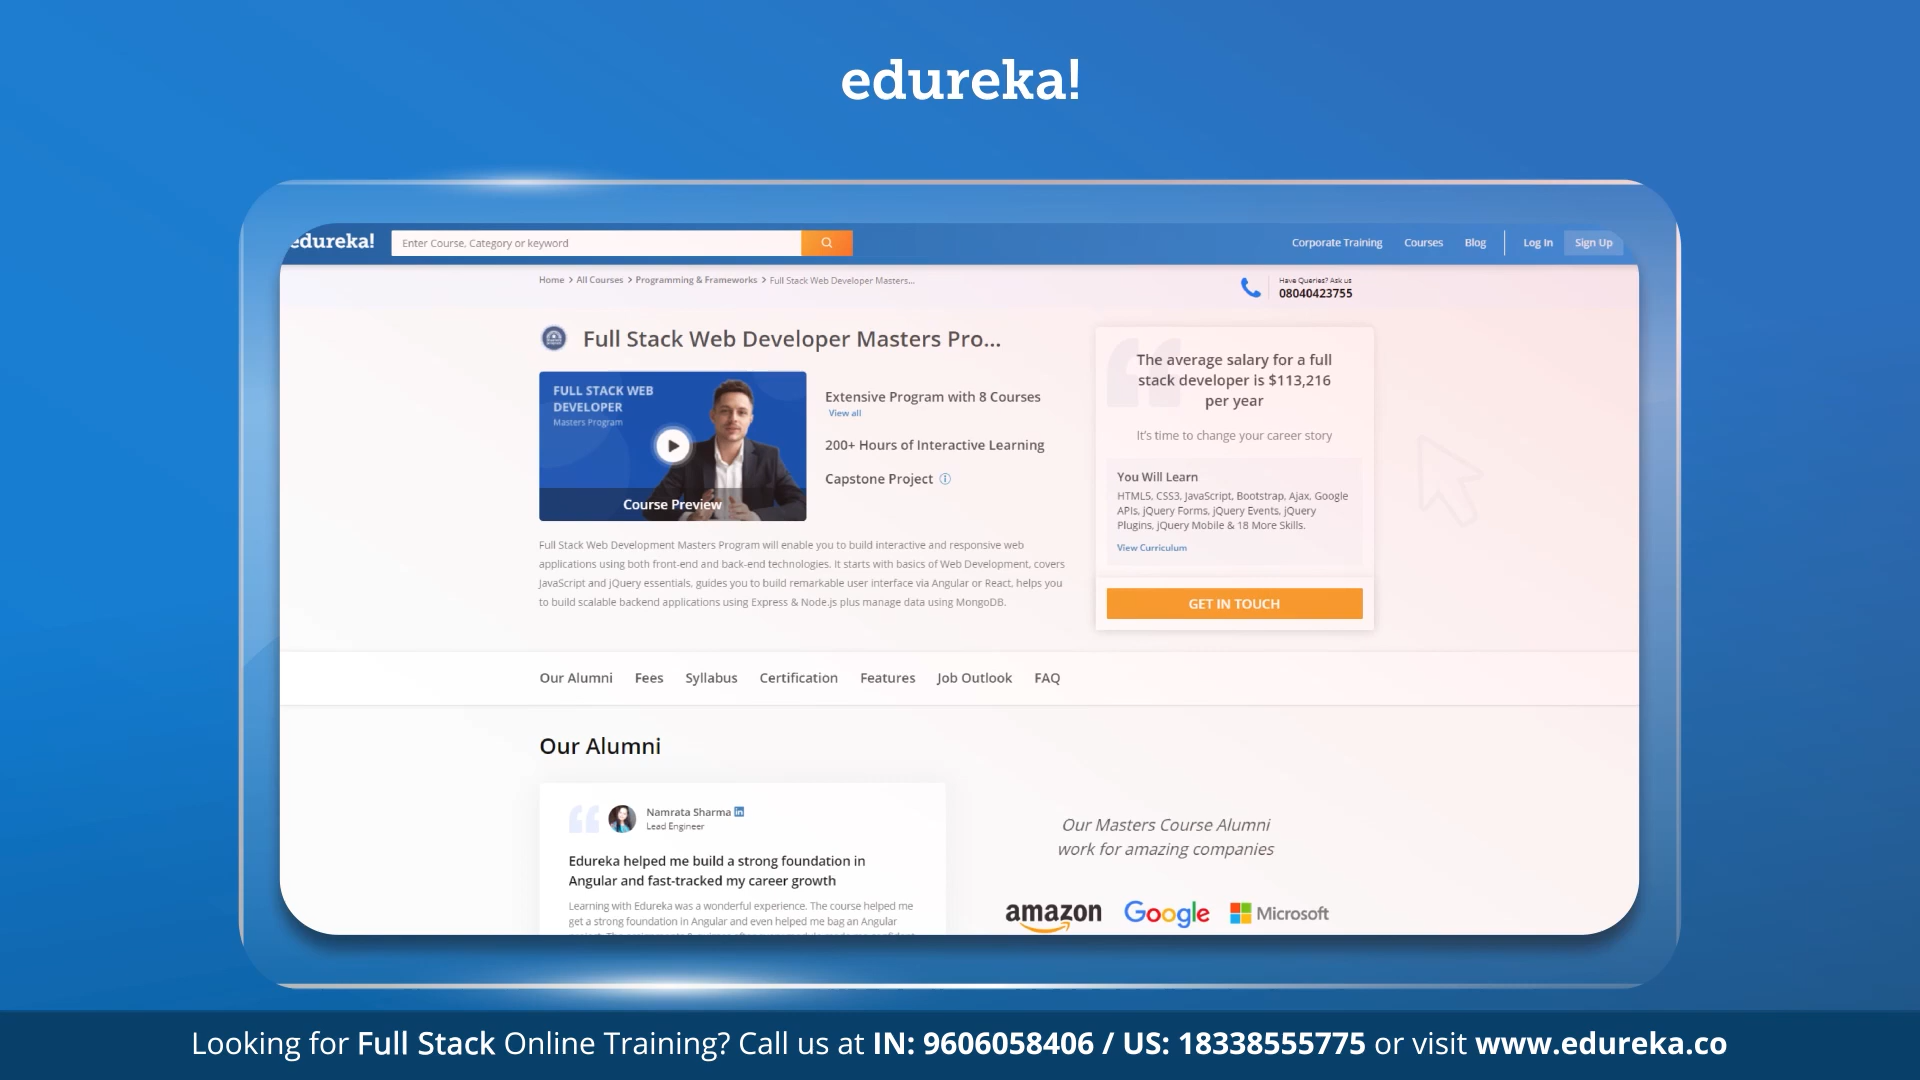 edureka!
edureka!
Enter Course, Category or keyword
Corporate Training
Courses
Blog
Log In
Sign Up
Home > All Courses > Programming & Frameworks > Full Stack Web Developer Masters...
Have Queries? Ask us
08040423755
Full Stack Web Developer Masters Pro...
FULL STACK WEB
DEVELOPER
Masters Program
Course Preview
Extensive Program with 8 Courses
View all
200+ Hours of Interactive Learning
Capstone Project
Full Stack Web Development Masters Program will enable you to build interactive and responsive web
applications using both front-end and back-end technologies. It starts with basics of Web Development, covers
JavaScript and jQuery essentials, guides you to build remarkable user interface via Angular or React, helps you
to build scalable backend applications using Express & Node.js plus manage data using MongoDB.
The average salary for a full
stack developer is $113,216
per year
It's time to change your career story
You Will Learn
HTML5, CSS3, JavaScript, Bootstrap, Ajax, Google
APIs, jQuery Forms, jQuery Events, jQuery
Plugins, jQuery Mobile & 18 More Skills.
View Curriculum
GET IN TOUCH
Our Alumni
Fees
Syllabus
Certification
Features
Job Outlook
FAQ
Our Alumni
Namrata Sharma in
Lead Engineer
Edureka helped me build a strong foundation in
Angular and fast-tracked my career growth
Learning with Edureka was a wonderful experience. The course helped me
get a strong foundation in Angular and even helped me bag an Angular
Our Masters Course Alumni
work for amazing companies
amazon
Google
Microsoft
Looking for Full Stack Online Training? Call us at IN: 9606058406 / US: 18338555775 or visit www.edureka.co